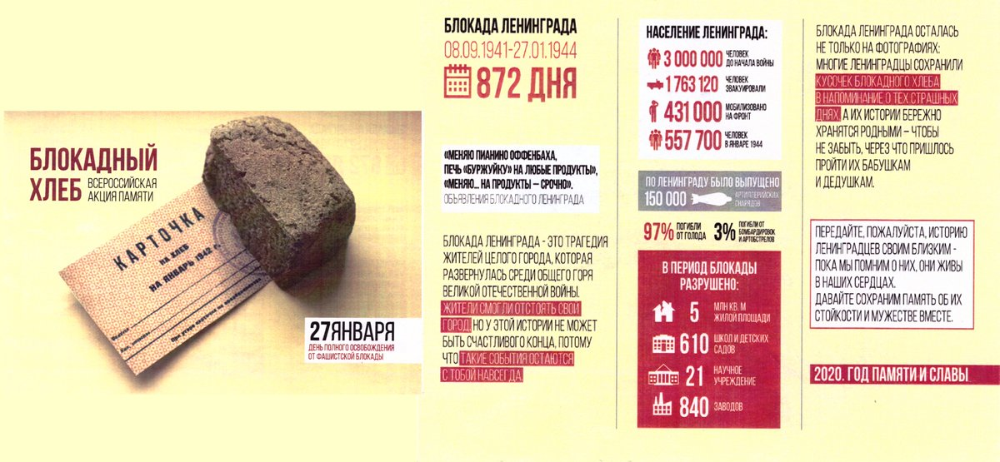 БЛОКАДНЫЙ
ХЛЕБ ВСЕРОССИЙСКАЯ
АКЦИЯ ПАМЯТИ
КАРТОЧКА
НА ХЛЕБ
НА ЯНВАРЬ 1942 г.
27 ЯНВАРЯ
ДЕНЬ ПОЛНОГО ОСВОБОЖДЕНИЯ
ОТ ФАШИСТСКОЙ БЛОКАДЫ
БЛОКАДА ЛЕНИНГРАДА
08.09.1941-27.01.1944
872 ДНЯ
«МЕНЯЮ ПИАНИНО ОФФЕНБАХА,
ПЕЧЬ «БУРЖУЙКУ» НА ЛЮБЫЕ ПРОДУКТЫ»,
«МЕНЯЮ... НА ПРОДУКТЫ – СРОЧНО».
ОБЪЯВЛЕНИЯ БЛОКАДНОГО ЛЕНИНГРАДА
БЛОКАДА ЛЕНИНГРАДА - ЭТО ТРАГЕДИЯ
ЖИТЕЛЕЙ ЦЕЛОГО ГОРОДА, КОТОРАЯ
РАЗВЕРНУЛАСЬ СРЕДИ ОБЩЕГО ГОРЯ
ВЕЛИКОЙ ОТЕЧЕСТВЕННОЙ ВОЙНЫ.
ЖИТЕЛИ СМОГЛИ ОТСТОЯТЬ СВОЙ
ГОРОД, НО У ЭТОЙ ИСТОРИИ НЕ МОЖЕТ
БЫТЬ СЧАСТЛИВОГО КОНЦА, ПОТОМУ
ЧТО ТАКИЕ СОБЫТИЯ ОСТАЮТСЯ
С ТОБОЙ НАВСЕГДА.
НАСЕЛЕНИЕ ЛЕНИНГРАДА:
3 000 000 ЧЕЛОВЕК
ДО НАЧАЛА ВОЙНЫ
1 763 120 ЧЕЛОВЕК
ЭВАКУИРОВАЛИ
431 000 МОБИЛИЗОВАНО
НА ФРОНТ
557 700 ЧЕЛОВЕК
В ЯНВАРЕ 1944
ПО ЛЕНИНГРАДУ БЫЛО ВЫПУЩЕНО
150 000 АРТИЛЛЕРИЙСКИХ
СНАРЯДОВ
97% ПОГИБЛИ
ОТ ГОЛОДА
3% ПОГИБЛИ ОТ
БОМБАРДИРОВОК
И АРТОБСТРЕЛОВ
В ПЕРИОД БЛОКАДЫ
РАЗРУШЕНО:
5 МЛН КВ. М
ЖИЛОЙ ПЛОЩАДИ
610 ШКОЛ И ДЕТСКИХ
САДОВ
21 НАУЧНОЕ
УЧРЕЖДЕНИЕ
840 ЗАВОДОВ
БЛОКАДА ЛЕНИНГРАДА ОСТАЛАСЬ
НЕ ТОЛЬКО НА ФОТОГРАФИЯХ:
МНОГИЕ ЛЕНИНГРАДЦЫ СОХРАНИЛИ
КУСОЧЕК БЛОКАДНОГО ХЛЕБА
В НАПОМИНАНИЕ О ТЕХ СТРАШНЫХ
ДНЯХ, А ИХ ИСТОРИИ БЕРЕЖНО
ХРАНЯТСЯ РОДНЫМИ – ЧТОБЫ
НЕ ЗАБЫТЬ, ЧЕРЕЗ ЧТО ПРИШЛОСЬ
ПРОЙТИ ИХ БАБУШКАМ
И ДЕДУШКАМ.
ПЕРЕДАЙТЕ, ПОЖАЛУЙСТА, ИСТОРИЮ
ЛЕНИНГРАДЦЕВ СВОИМ БЛИЗКИМ -
ПОКА МЫ ПОМНИМ О НИХ, ОНИ ЖИВЫ
В НАШИХ СЕРДЦАХ.
ДАВАЙТЕ СОХРАНИМ ПАМЯТЬ ОБ ИХ
СТОЙКОСТИ И МУЖЕСТВЕ ВМЕСТЕ.
2020. ГОД ПАМЯТИ И СЛАВЫ